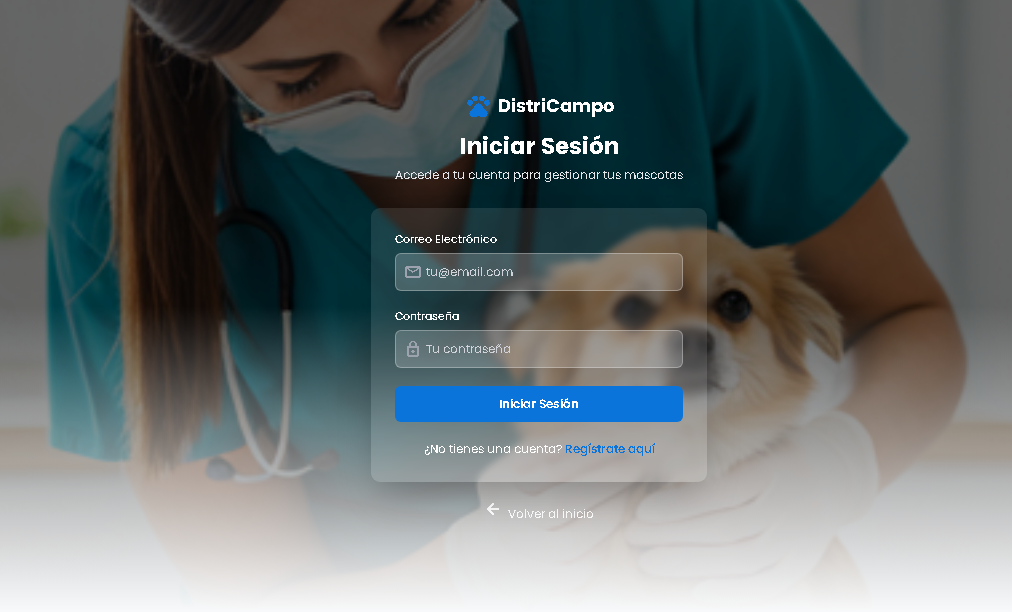 DistriCampo
Iniciar Sesión
Accede a tu cuenta para gestionar tus mascotas
Correo Electrónico
tu@email.com
Contraseña
Tu contraseña
Iniciar Sesión
¿No tienes una cuenta? Regístrate aquí
Volver al inicio